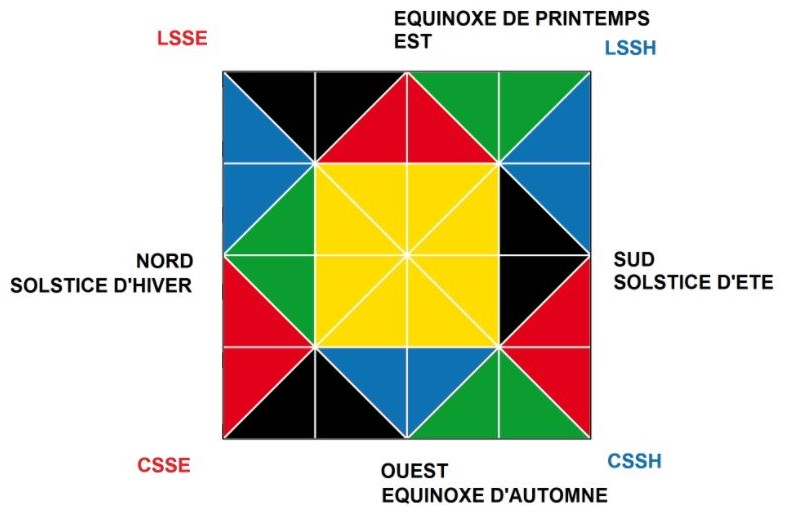 EQUINOXE DE PRINTEMPS
EST
LSSE
LSSH
NORD
SOLSTICE D'HIVER
SUD
SOLSTICE D'ETE
CSSE
CSSH
OUEST
EQUINOXE D'AUTOMNE